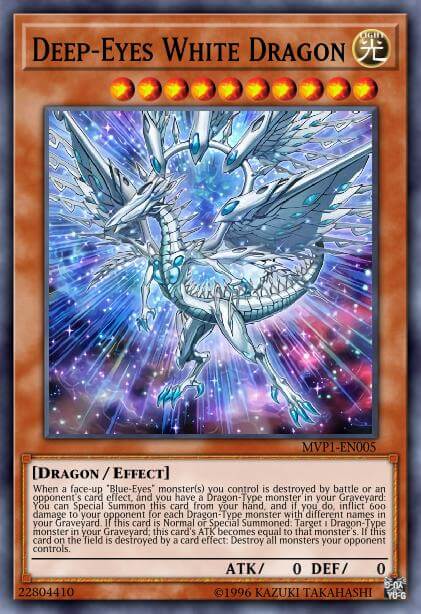 DEEP-EYES WHITE DRAGON
LIGHT
光
MVP1-EN005
[DRAGON / EFFECT]
When a face-up "Blue-Eyes" monster(s) you control is destroyed by battle or an
opponent's card effect, and you have a Dragon-Type monster in your Graveyard:
You can Special Summon this card from your hand, and if you do, inflict 600
damage to your opponent for each Dragon-Type monster with different names in
your Graveyard. If this card is Normal or Special Summoned: Target 1 Dragon-Type
monster in your Graveyard; this card's ATK becomes equal to that monster's. If this
card on the field is destroyed by a card effect: Destroy all monsters your opponent
controls.
ATK/ 0 DEF/ 0
22804410
©1996 KAZUKI TAKAHASHI